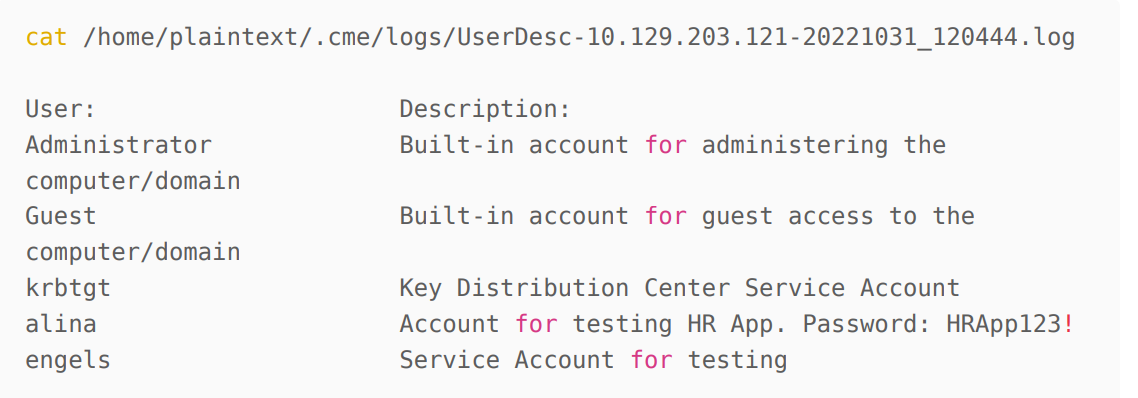 cat /home/plaintext/.cme/logs/UserDesc-10.129.203.121-20221031_120444.log
User: Description:
Administrator Built-in account for administering the
computer/domain
Guest Built-in account for guest access to the
computer/domain
krbtgt Key Distribution Center Service Account
alina Account for testing HR App. Password: HRApp123!
engels Service Account for testing